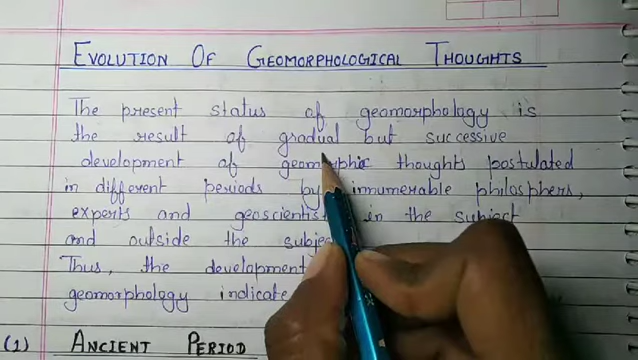 EVOLUTION OF GEOMORPHOLOGICAL THOUGHTS
The present status of geomorphology is
the result of gradual but successive
development of geomorphic thoughts postulated
in different periods by innumerable philosphers,
experts and geoscientist in the subject
and outside the
Thus, the development
geomorphology indicate
(1) ANCIENT PERIOD